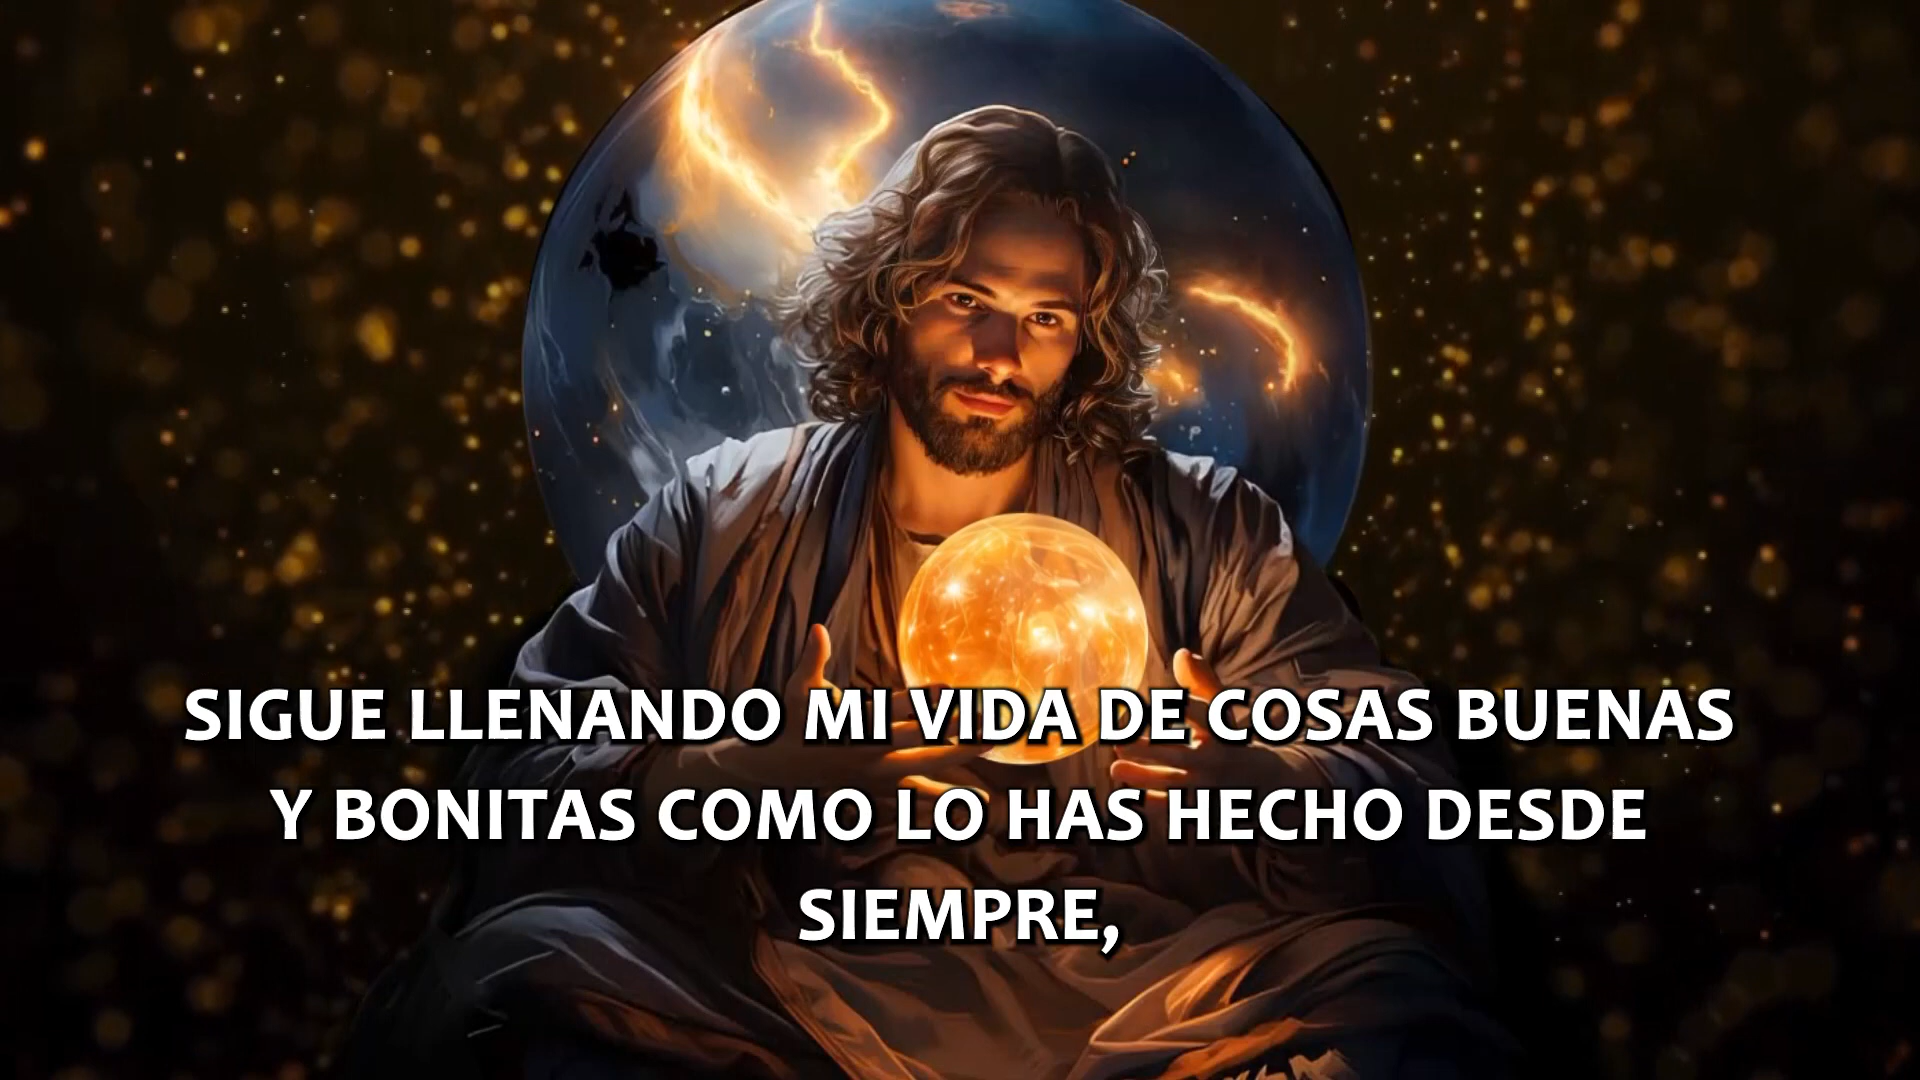 SIGUE LLENANDO MI VIDA DE COSAS BUENAS
Y BONITAS COMO LO HAS HECHO DESDE
SIEMPRE,